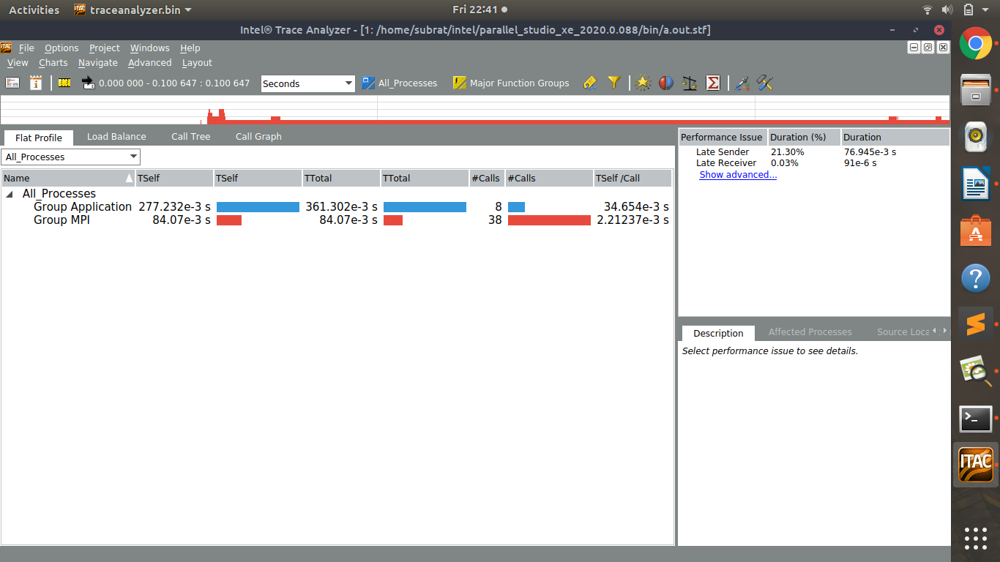 Activities traceanalyzer.bin Fri 22:41
Intel® Trace Analyzer - [1: /home/subrat/intel/parallel_studio_xe_2020.0.088/bin/a.out.stf]
ITAC File Options Project Windows Help
View Charts Navigate Advanced Layout
0.000 000 - 0.100 647 : 0.100 647 Seconds All_Processes Major Function Groups
Flat Profile Load Balance Call Tree Call Graph
All_Processes
Name TSelf TSelf TTotal TTotal #Calls #Calls TSelf /Call
All_Processes
Group Application 277.232e-3 s 361.302e-3 s 8 34.654e-3 s
Group MPI 84.07e-3 s 84.07e-3 s 38 2.21237e-3 s
Performance Issue Duration (%) Duration
Late Sender 21.30% 76.945e-3 s
Late Receiver 0.03% 91e-6 s
Show advanced...
Description Affected Processes Source Loca
Select performance issue to see details.
ITAC